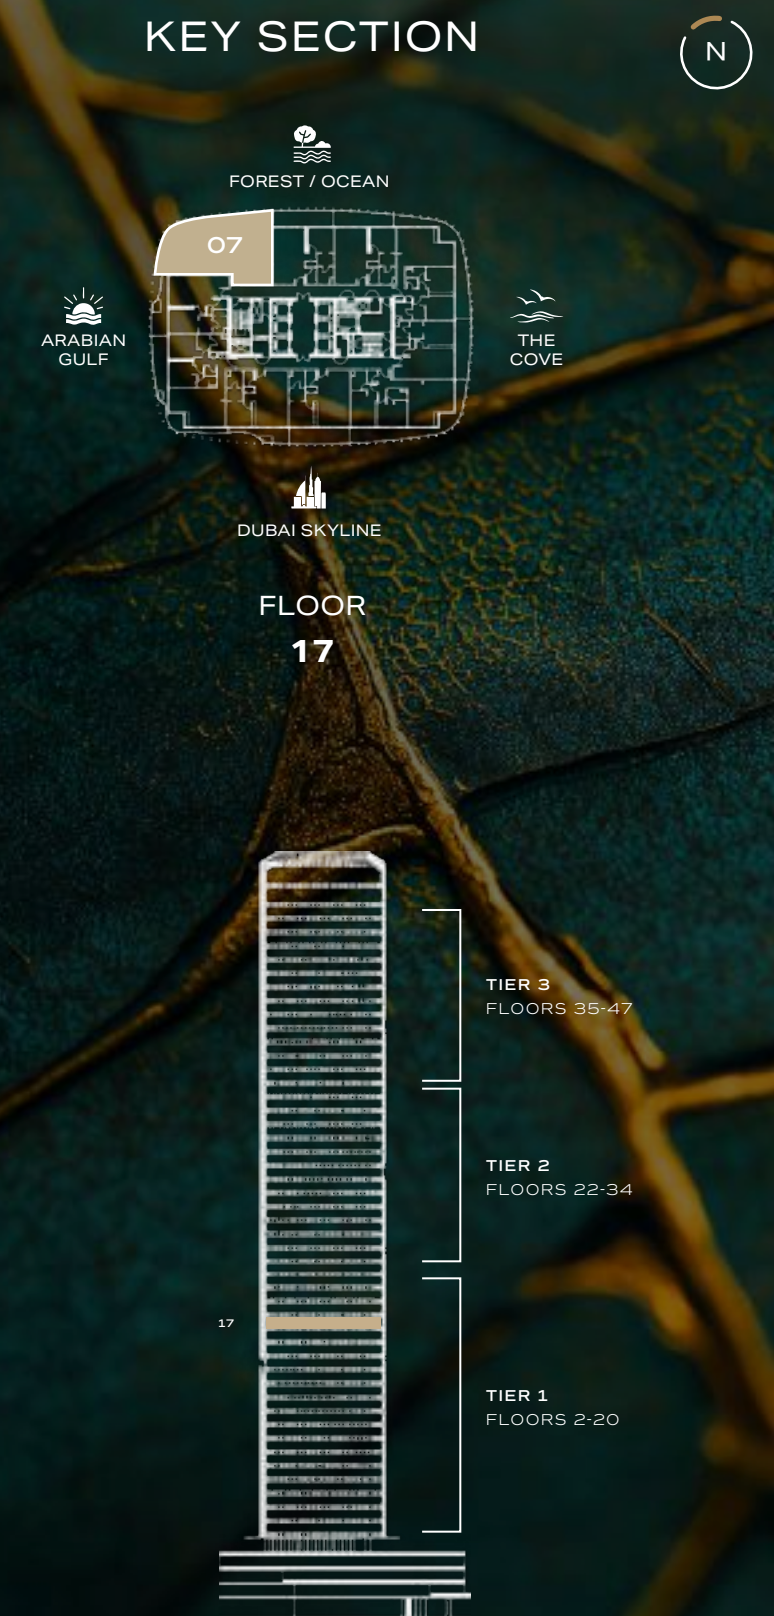 KEY SECTION
N
FOREST / OCEAN
07
ARABIAN
GULF
THE
COVE
DUBAI SKYLINE
FLOOR
17
TIER 3
FLOORS 35-47
TIER 2
FLOORS 22-34
17
TIER 1
FLOORS 2-20